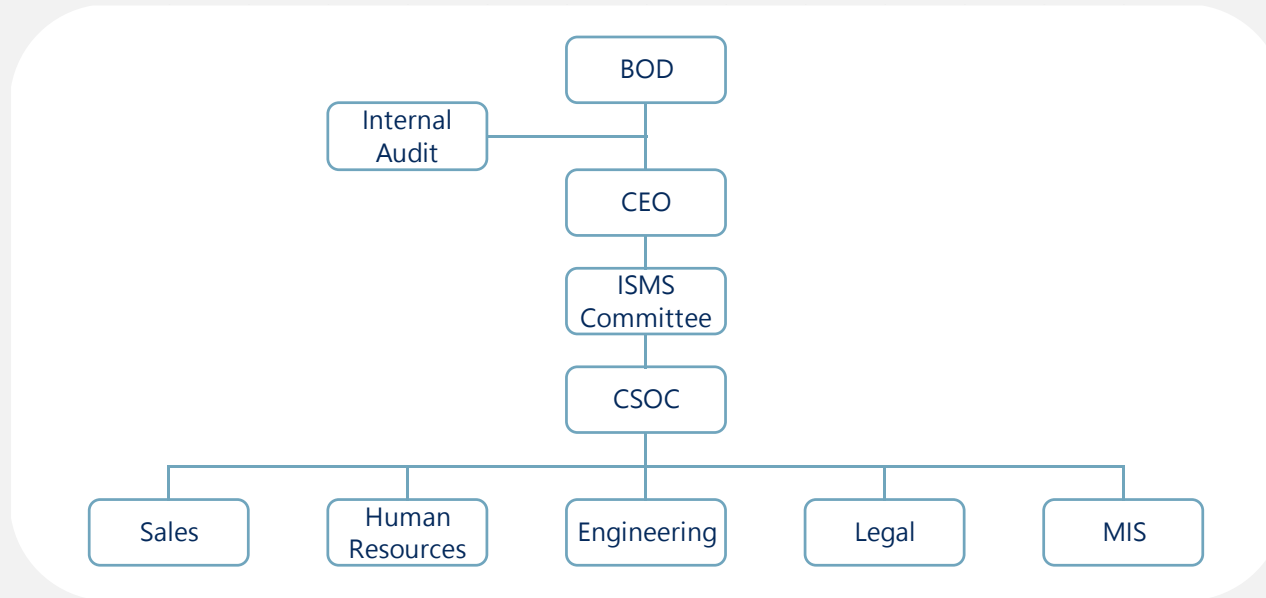 BOD
Internal
Audit
CEO
ISMS
Committee
CSOC
Sales
Human
Resources
Engineering
Legal
MIS